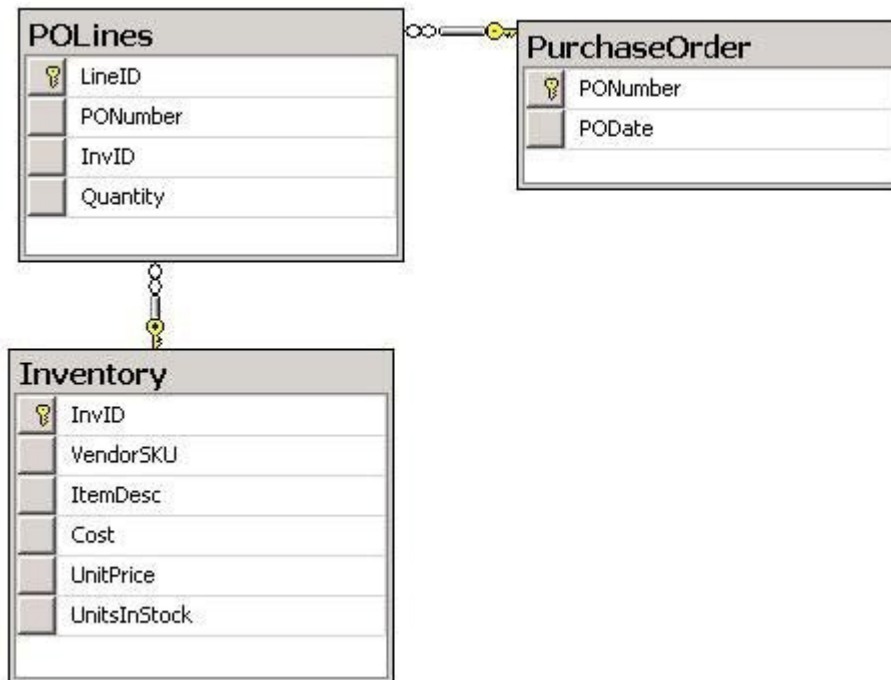 POLines
LineID
PONumber
InvID
Quantity
PurchaseOrder
PONumber
PODate
Inventory
InvID
VendorSKU
ItemDesc
Cost
UnitPrice
UnitsInStock